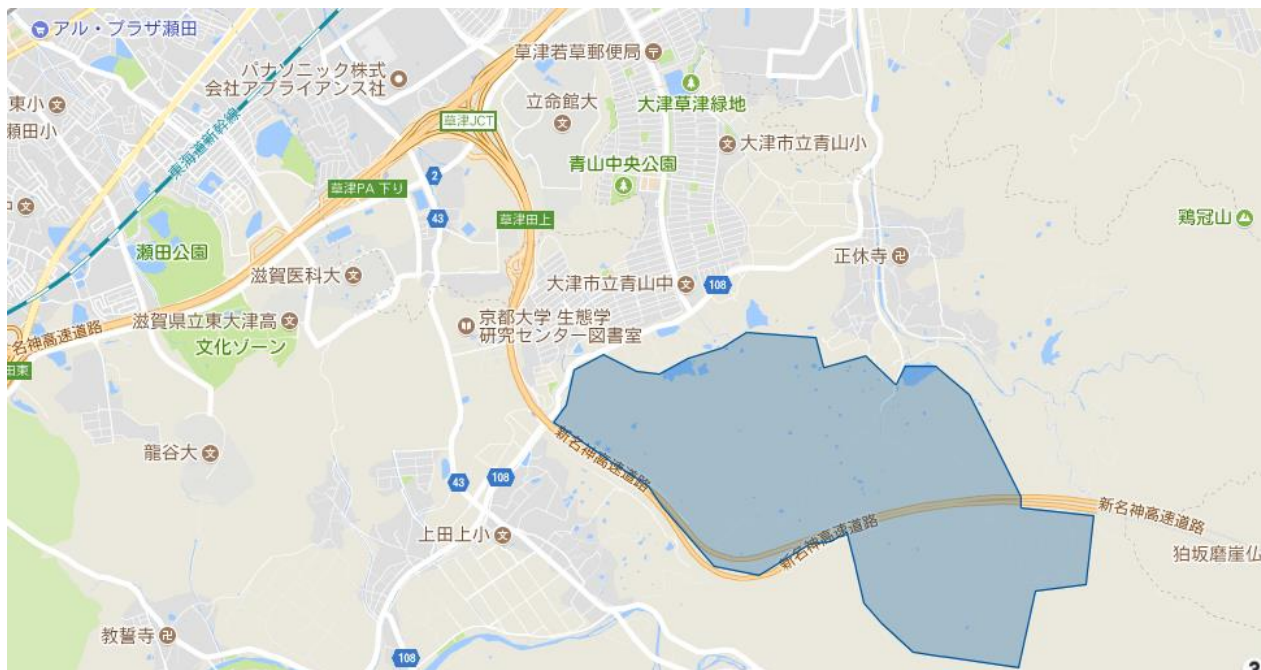 アル・プラザ瀬田
草津若草郵便局
パナソニック株式
会社アプライアンス社
東小
瀬田小
立命館大
大津草津緑地
草津JCT
大津市立青山小
東海道新幹線
青山中央公園
2
草津PA 下り
43
草津田上
鶏冠山
瀬田公園
正休寺
滋賀医科大
大津市立青山中
108
滋賀県立東大津高
京都大学 生態学
研究センター図書室
名神高速道路
文化ゾーン
田東
龍谷大
新名神高速道路
43
108
上田上小
新名神高速道路
新名神高速道路
狛坂磨崖仏
教誓寺
108
3